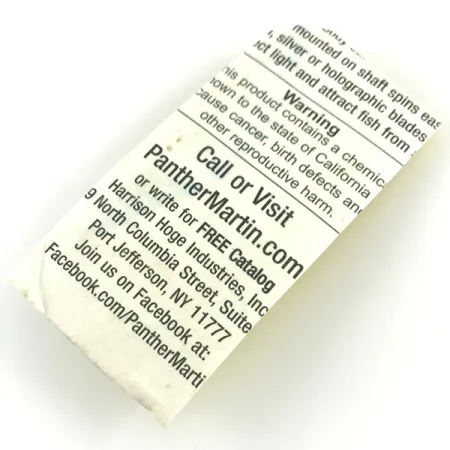 mounted on shaft spins eas
, silver or holographic blades
ct light and attract fish from
Warning
his product contains a chemic
own to the state of California
ause cancer, birth defects an
other reproductive harm.
Call or Visit
PantherMartin.com
or write for FREE Catalog
Harrison Hoge Industries, Inc
9 North Columbia Street, Suite
Port Jefferson, NY 11777
Join us on Facebook at:
Facebook.com/PantherMarti